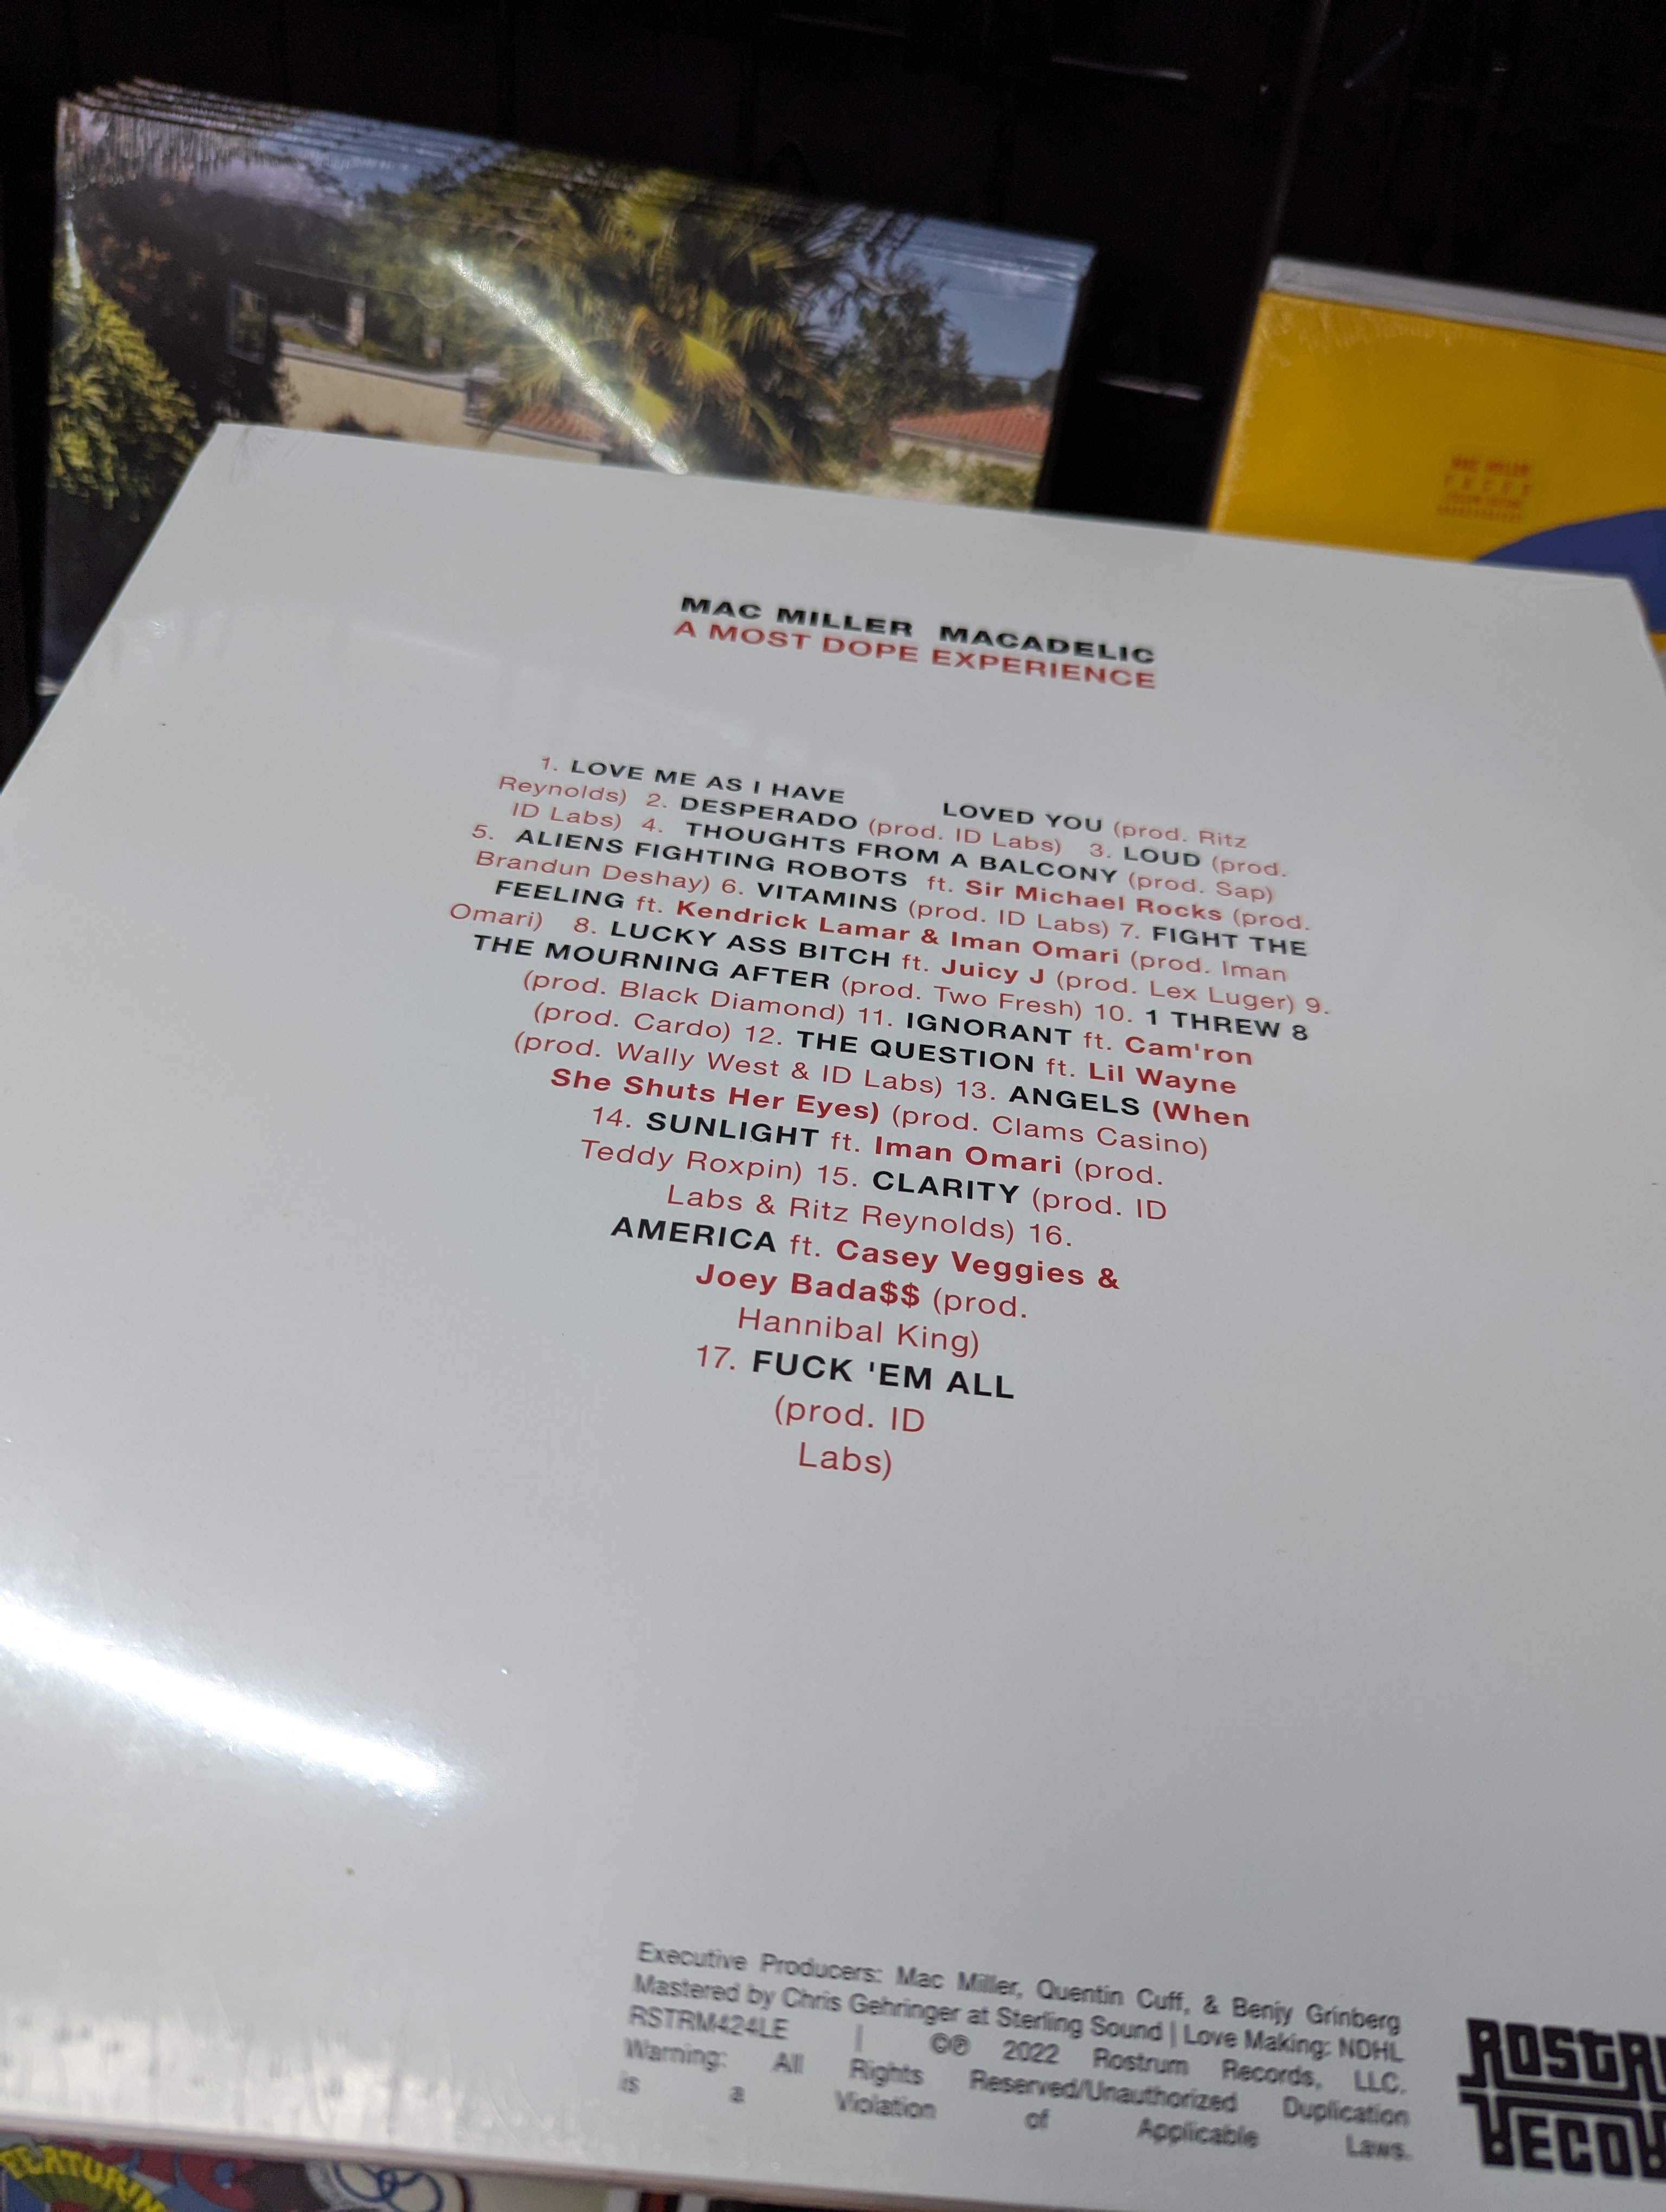 MAC MILLER
FACES
MAC MILLER MACADELIC
A MOST DOPE EXPERIENCE
1. LOVE ME AS I HAVE LOVED YOU (prod. Ritz
Reynolds) 2. DESPERADO (prod. ID Labs) 3. LOUD (prod.
ID Labs) 4. THOUGHTS FROM A BALCONY (prod. Sap)
5. ALIENS FIGHTING ROBOTS ft. Sir Michael Rocks (prod.
Brandun Deshay) 6. VITAMINS (prod. ID Labs) 7. FIGHT THE
FEELING ft. Kendrick Lamar & Iman Omari (prod. Iman
Omari) 8. LUCKY ASS BITCH ft. Juicy J (prod. Lex Luger) 9.
THE MOURNING AFTER (prod. Two Fresh) 10. 1 THREW 8
(prod. Black Diamond) 11. IGNORANT ft. Cam'ron
(prod. Cardo) 12. THE QUESTION ft. Lil Wayne
(prod. Wally West & ID Labs) 13. ANGELS (When
She Shuts Her Eyes) (prod. Clams Casino)
14. SUNLIGHT ft. Iman Omari (prod.
Teddy Roxpin) 15. CLARITY (prod. ID
Labs & Ritz Reynolds) 16.
AMERICA ft. Casey Veggies &
Joey Bada$$ (prod.
Hannibal King)
17. FUCK 'EM ALL
(prod. ID
Labs)
Executive Producers: Mac Miller, Quentin Cuff, & Benjy Grinberg
Mastered by Chris Gehringer at Sterling Sound | Love Making: NDHL
RSTRM424LE | ©℗ 2022 Rostrum Records, LLC.
Warning: All Rights Reserved/Unauthorized Duplication
is a Violation of Applicable Laws.
ROSTR
RECO
FEATURIN